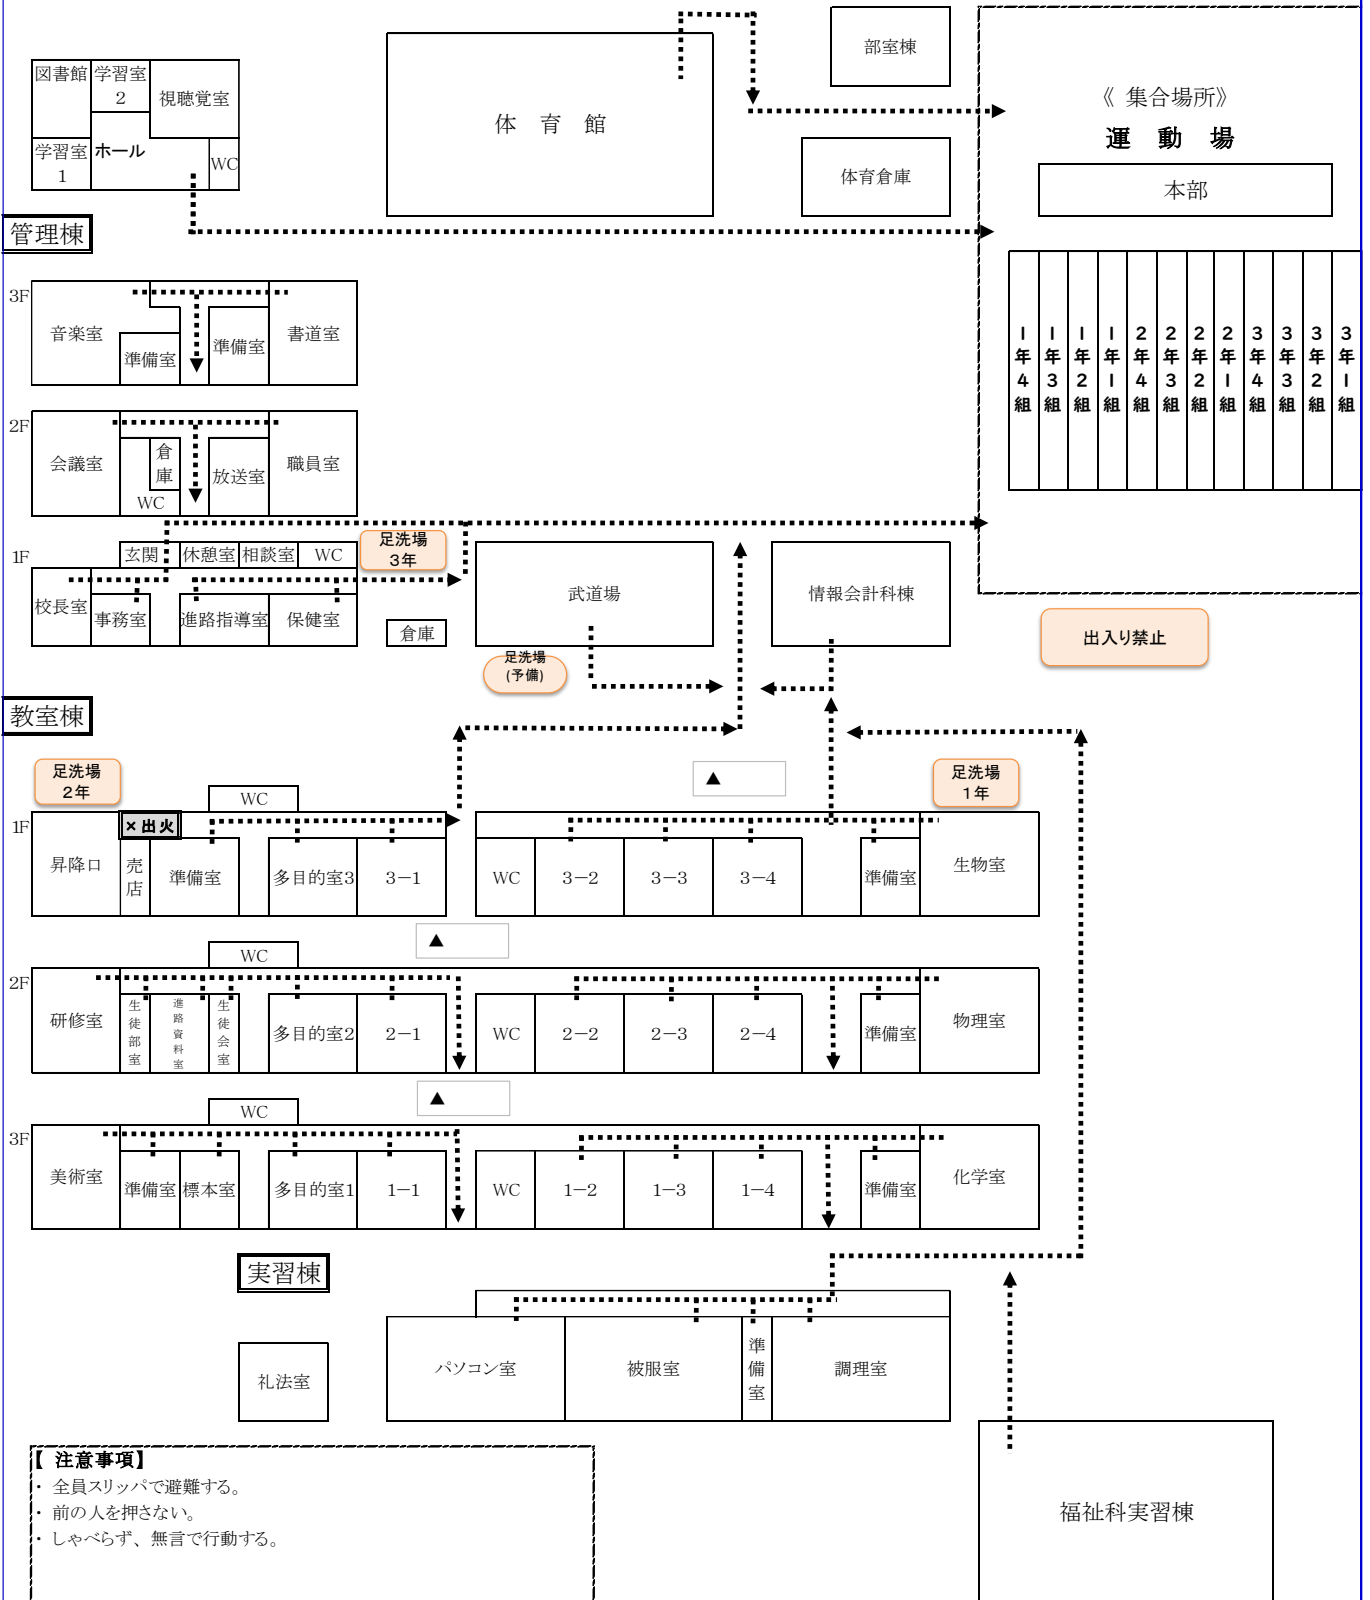 部室棟
《 集合場所》
運 動 場
本部
図書館
学習室
2
視聴覚室
体 育 館
学習室
1
ホール
WC
体育倉庫
管理棟
3F
音楽室
準備室
準備室
書道室
1年4組
1年3組
1年2組
1年1組
2年4組
2年3組
2年2組
2年1組
3年4組
3年3組
3年2組
3年1組
2F
会議室
倉庫
WC
放送室
職員室
1F
玄関
休憩室
相談室
WC
足洗場
3年
校長室
事務室
進路指導室
保健室
倉庫
武道場
情報会計科棟
足洗場
(予備)
出入り禁止
教室棟
足洗場
2年
WC
▲
足洗場
1年
1F
×出火
昇降口
売店
準備室
多目的室3
3−1
WC
3−2
3−3
3−4
準備室
生物室
▲
WC
2F
研修室
生徒部室
進路資料室
生徒会室
多目的室2
2−1
WC
2−2
2−3
2−4
準備室
物理室
▲
WC
3F
美術室
準備室
標本室
多目的室1
1−1
WC
1−2
1−3
1−4
準備室
化学室
実習棟
礼法室
パソコン室
被服室
準備室
調理室
【 注意事項】
・ 全員スリッパで避難する。
・ 前の人を押さない。
・ しゃべらず、無言で行動する。
福祉科実習棟